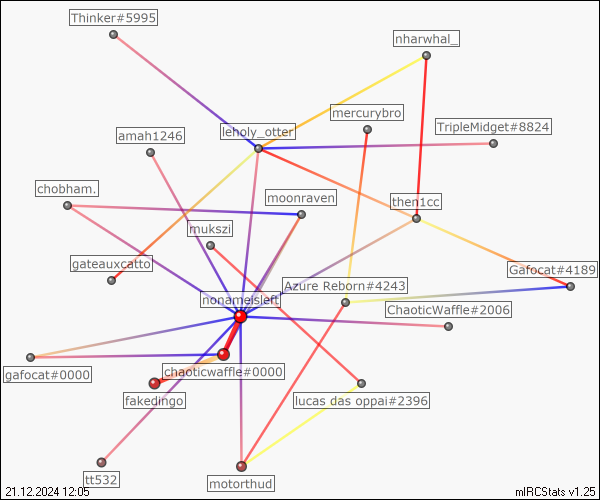 Thinker#5995
nharwhal_
mercurybro
TripleMidget#8824
leholy_otter
amah1246
chobham.
moonraven
then1cc
mukszi
gateauxcatto
Gafocat#4189
Azure Reborn#4243
nonameisleft
ChaoticWaffle#2006
chaoticwaffle#0000
gafocat#0000
fakedingo
lucas das oppai#2396
tt532
motorthud
21.12.2024 12:05
mIRCStats v1.25